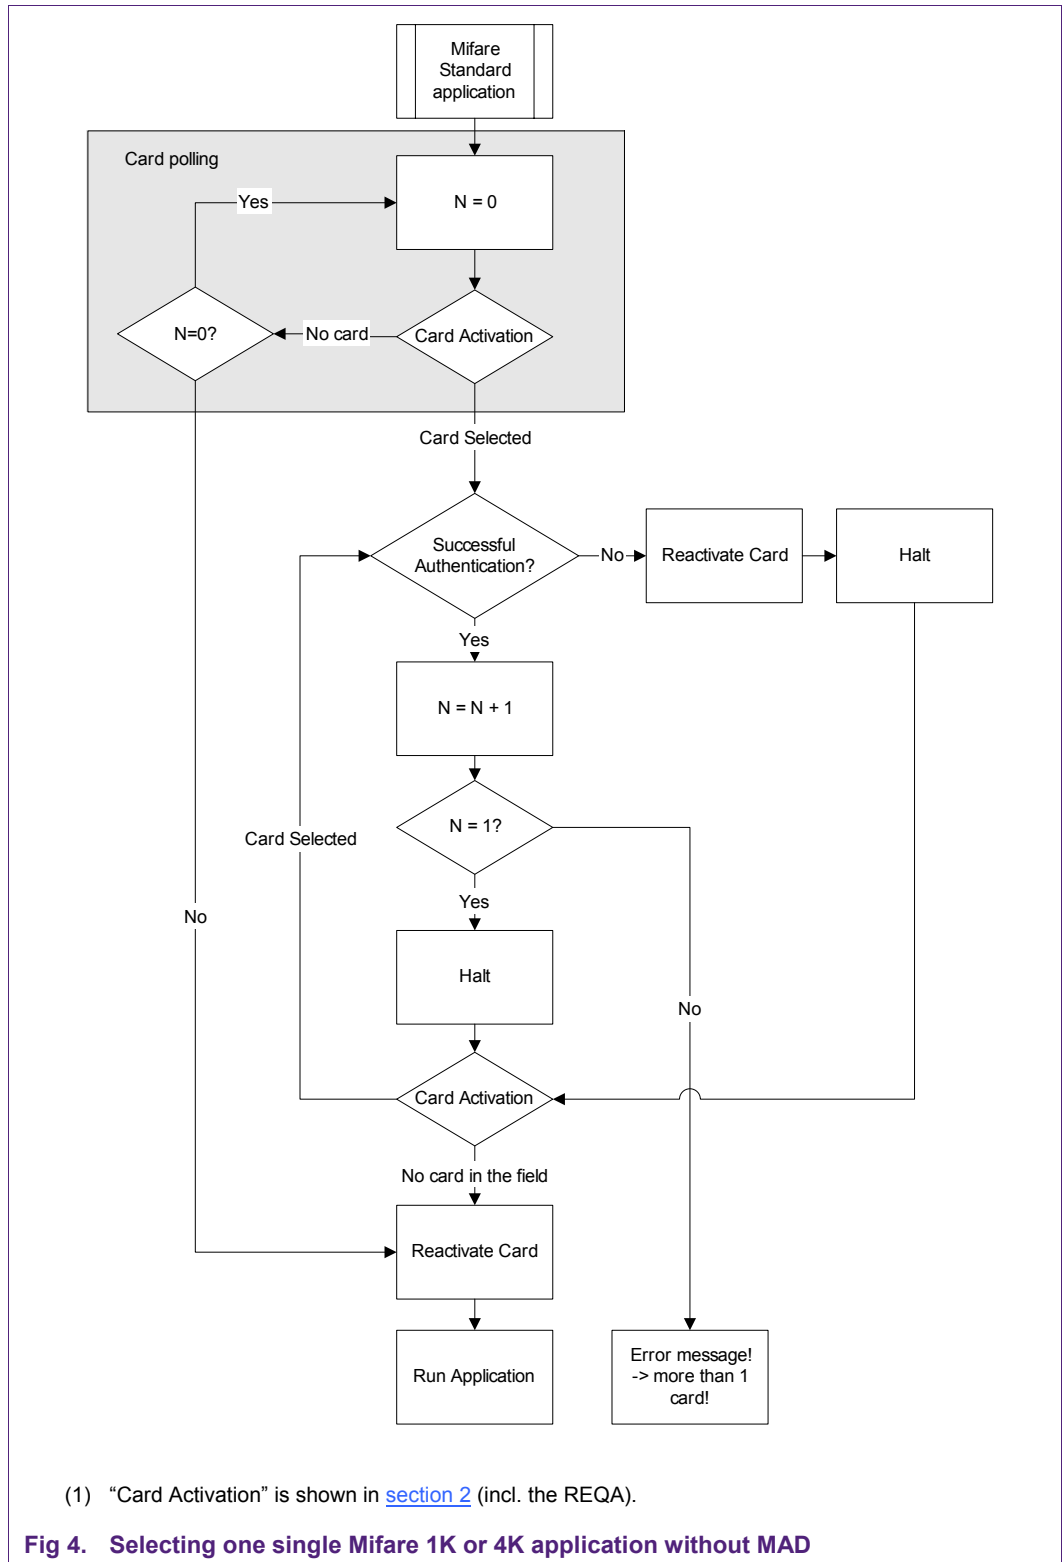 Mifare
Standard
application
Card polling
Yes
N = 0
N=0?
No card
Card Activation
Card Selected
Successful
Authentication?
No
Reactivate Card
Halt
Yes
N = N + 1
N = 1?
Card Selected
Yes
No
Halt
No
Card Activation
No card in the field
Reactivate Card
Run Application
Error message!
-> more than 1
card!
(1) “Card Activation” is shown in section 2 (incl. the REQA).
Fig 4. Selecting one single Mifare 1K or 4K application without MAD